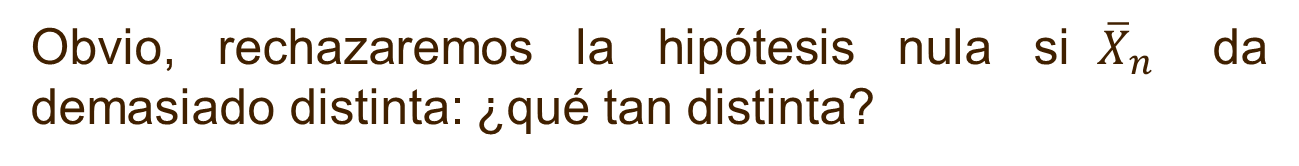 Obvio, rechazaremos la hipótesis nula si X̅ₙ da
demasiado distinta: ¿qué tan distinta?